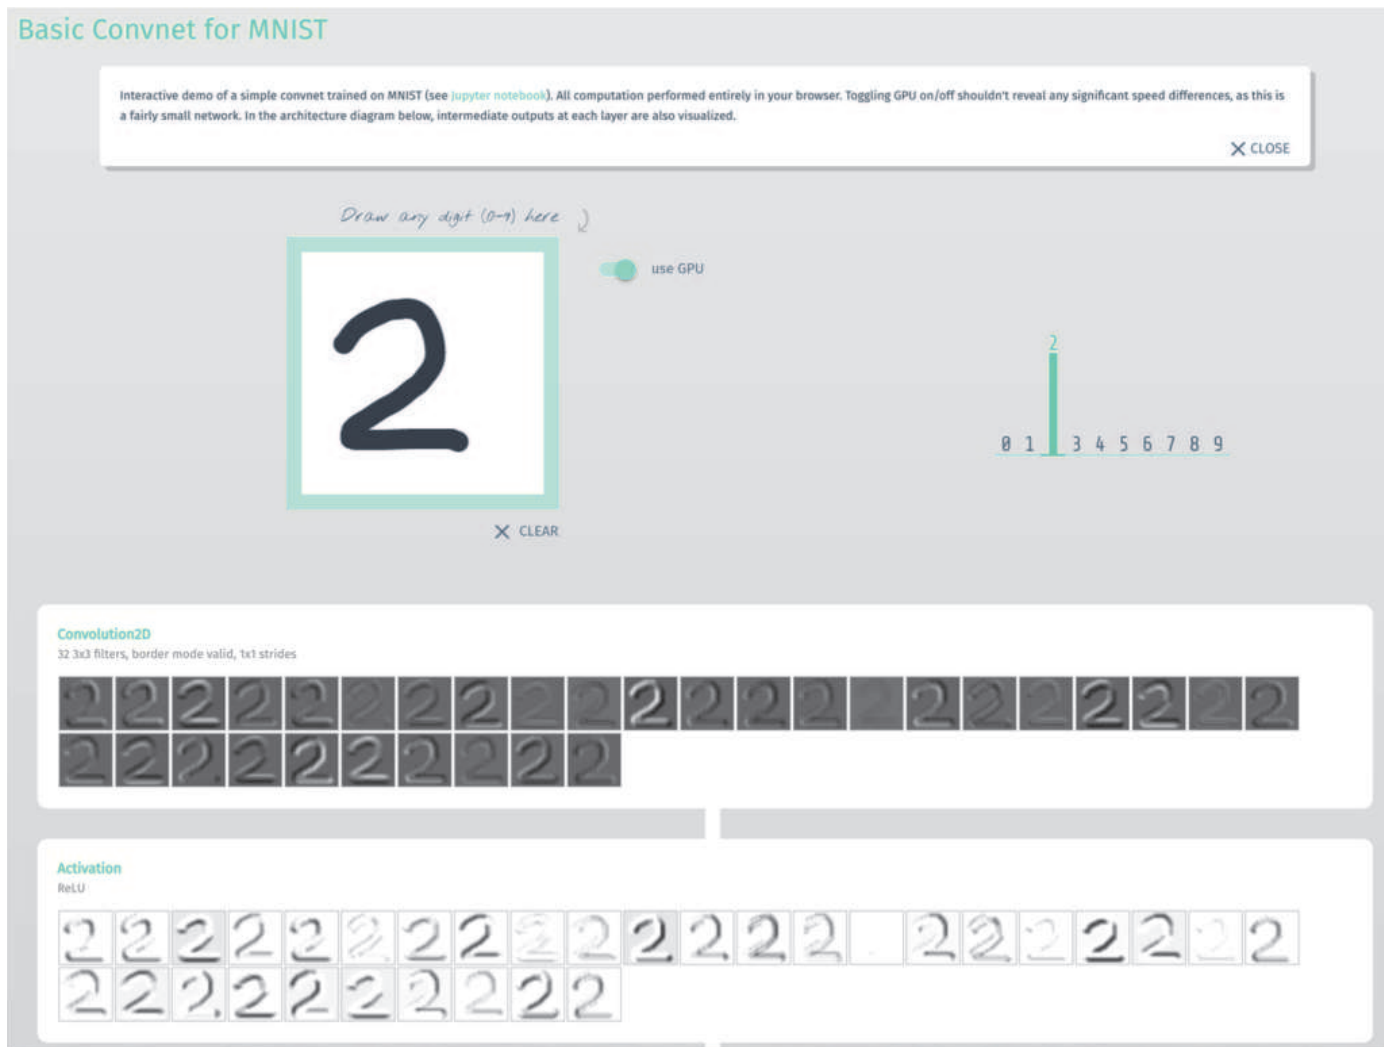 Basic Convnet for MNIST
Interactive demo of a simple convnet trained on MNIST (see Jupyter notebook). All computation performed entirely in your browser. Toggling GPU on/off shouldn't reveal any significant speed differences, as this is
a fairly small network. In the architecture diagram below, intermediate outputs at each layer are also visualized.
CLOSE
Draw any digit (0-9) here
use GPU
2
2
0 1 3 4 5 6 7 8 9
CLEAR
Convolution2D
32 3x3 filters, border mode valid, 1x1 strides
Activation
ReLU